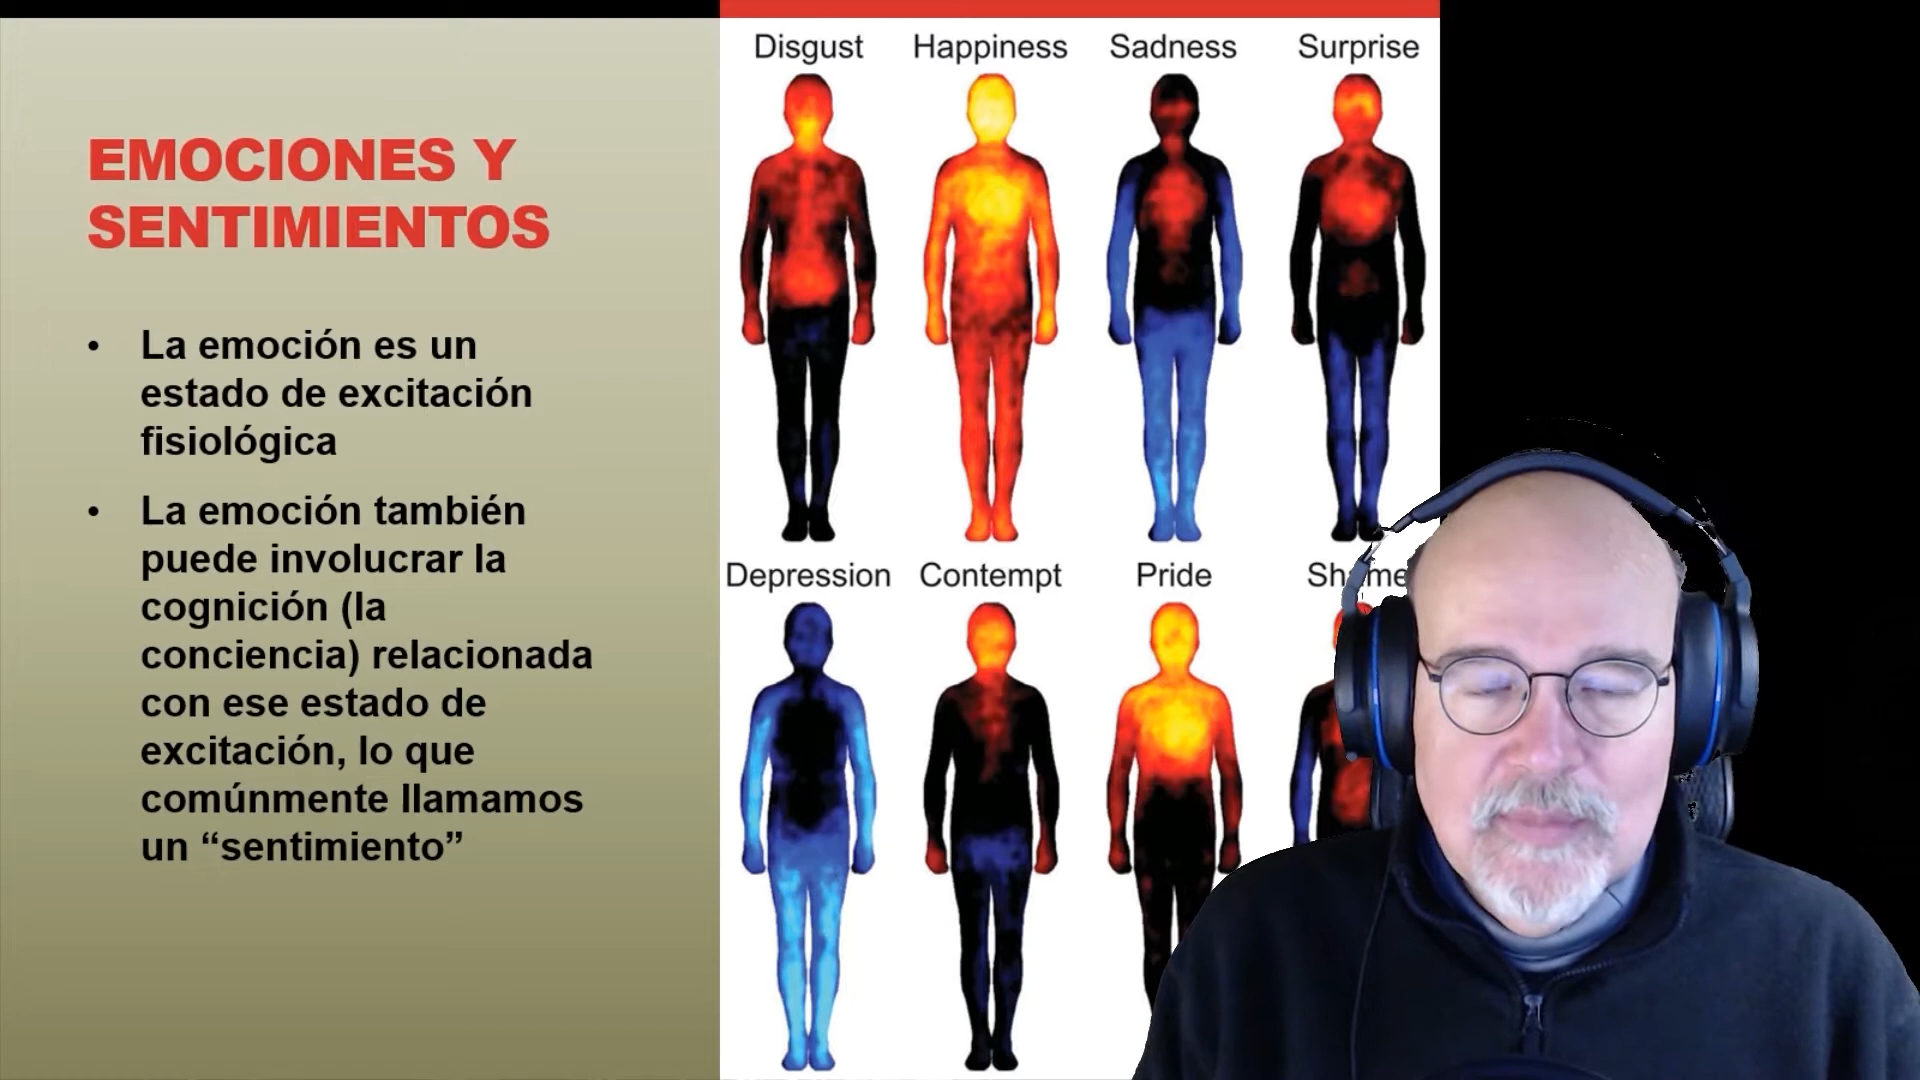 EMOCIONES Y
SENTIMIENTOS
• La emoción es un
estado de excitación
fisiológica
• La emoción también
puede involucrar la
cognición (la
conciencia) relacionada
con ese estado de
excitación, lo que
comúnmente llamamos
un “sentimiento”
Disgust Happiness Sadness Surprise
Depression Contempt Pride Shame